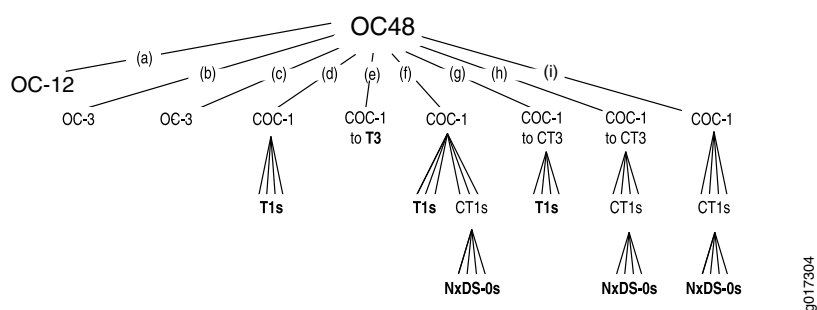 OC48
(a)
(b)
(c)
(d)
(e)
(f)
(g)
(h)
(i)
OC-12
OC-3
OC-3
COC-1
COC-1
to T3
COC-1
COC-1
to CT3
COC-1
to CT3
COC-1
T1s
T1s
CT1s
T1s
CT1s
CT1s
NxDS-0s
NxDS-0s
NxDS-0s
g017304